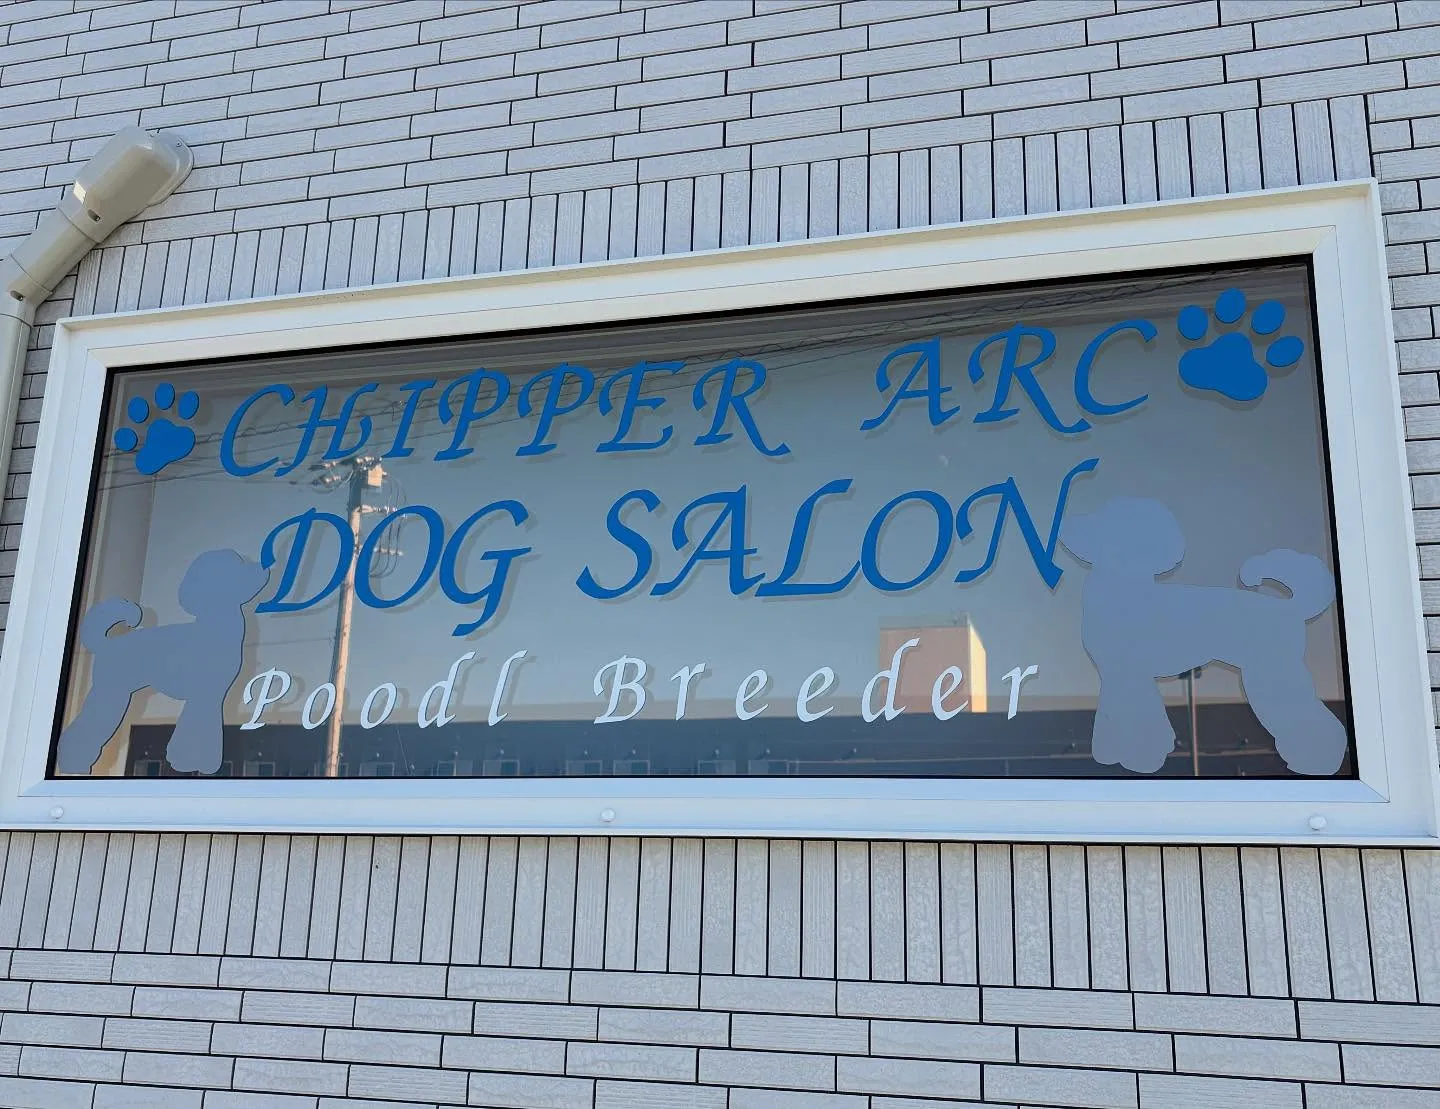 CHIPPER ARC
DOG SALON
Poodl Breeder